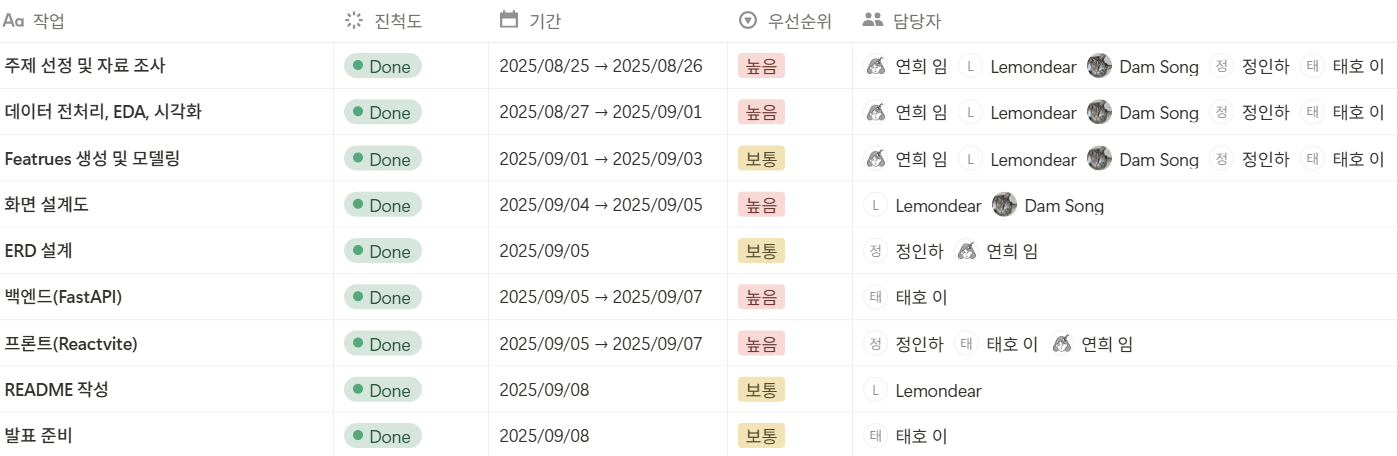 Aa 작업 진척도 기간 우선순위 담당자
주제 선정 및 자료 조사 Done 2025/08/25 → 2025/08/26 높음 연희 임 L Lemondear Dam Song 정 정인하 태 태호 이
데이터 전처리, EDA, 시각화 Done 2025/08/27 → 2025/09/01 높음 연희 임 L Lemondear Dam Song 정 정인하 태 태호 이
Featrues 생성 및 모델링 Done 2025/09/01 → 2025/09/03 보통 연희 임 L Lemondear Dam Song 정 정인하 태 태호 이
화면 설계도 Done 2025/09/04 → 2025/09/05 높음 L Lemondear Dam Song
ERD 설계 Done 2025/09/05 보통 정 정인하 연희 임
백엔드(FastAPI) Done 2025/09/05 → 2025/09/07 높음 태 태호 이
프론트(Reactvite) Done 2025/09/05 → 2025/09/07 높음 정 정인하 태 태호 이 연희 임
README 작성 Done 2025/09/08 보통 L Lemondear
발표 준비 Done 2025/09/08 보통 태 태호 이